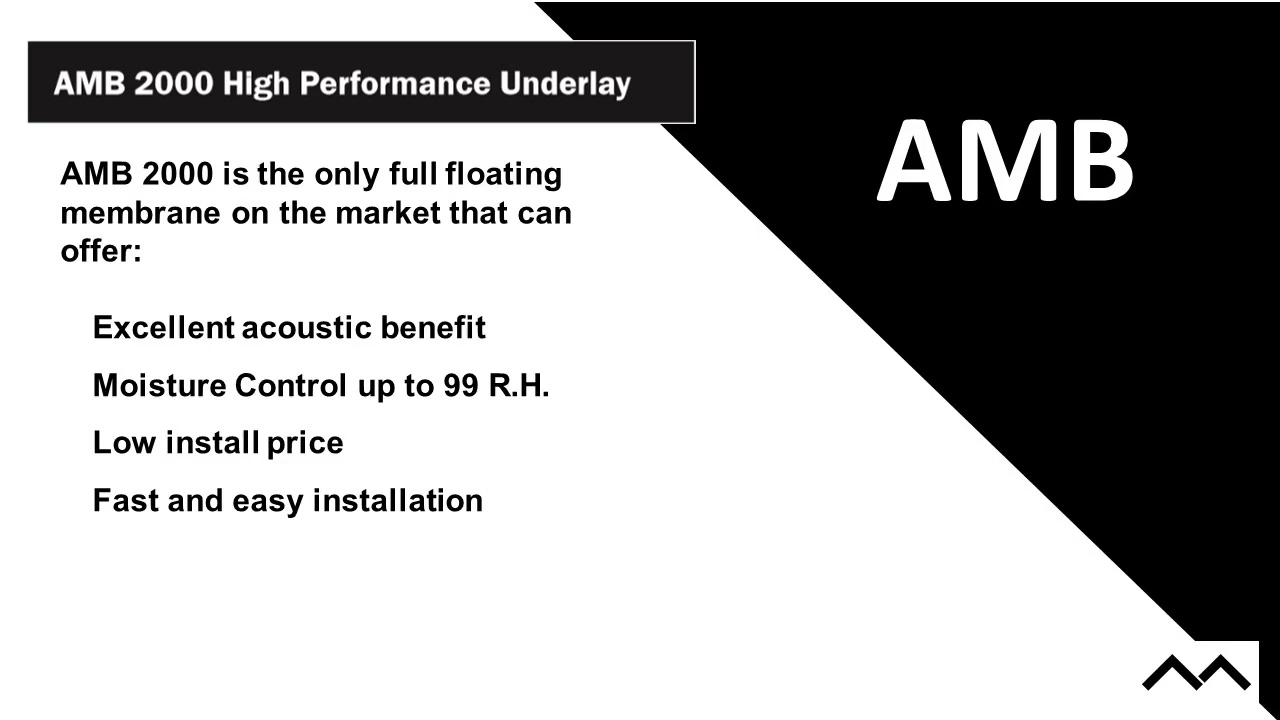 AMB 2000 High Performance Underlay
AMB
AMB 2000 is the only full floating
membrane on the market that can
offer:
Excellent acoustic benefit
Moisture Control up to 99 R.H.
Low install price
Fast and easy installation